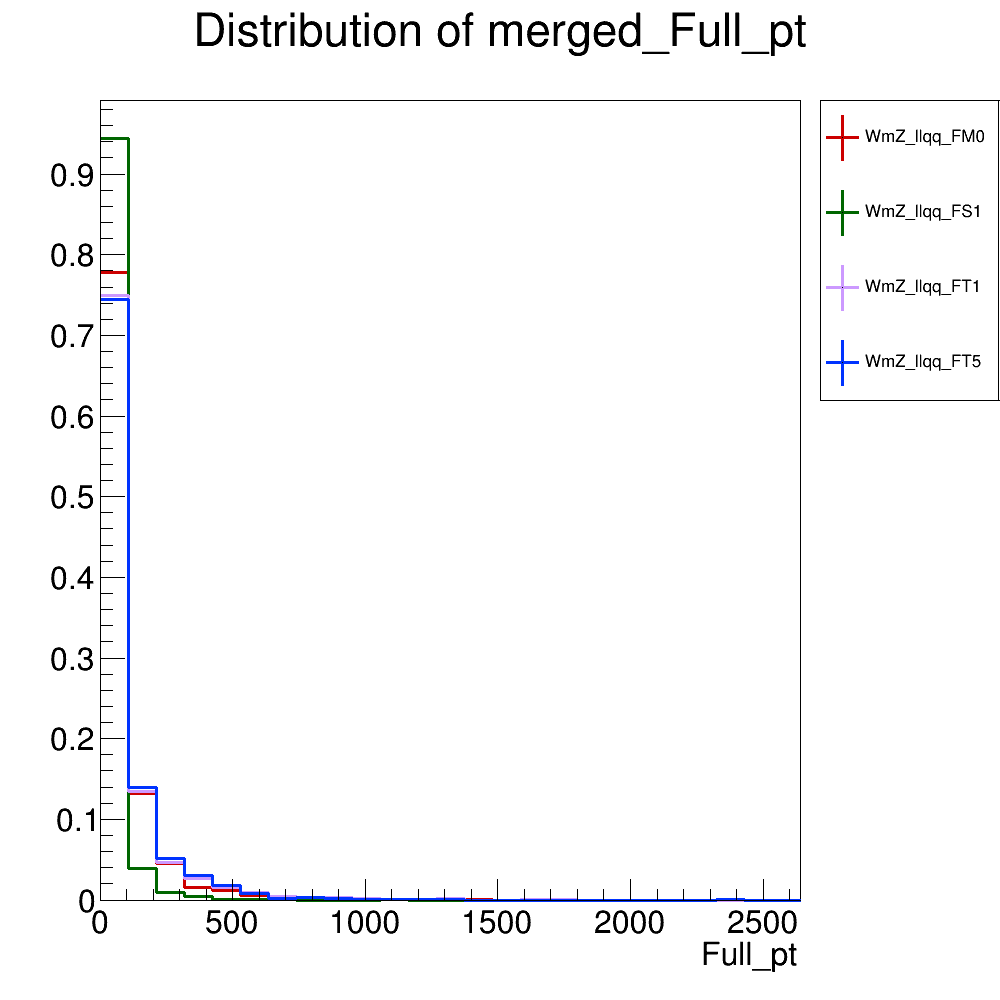 Distribution of merged_Full_pt
WmZ_llqq_FM0
WmZ_llqq_FS1
WmZ_llqq_FT1
WmZ_llqq_FT5
0.9
0.8
0.7
0.6
0.5
0.4
0.3
0.2
0.1
0
0 500 1000 1500 2000 2500
Full_pt